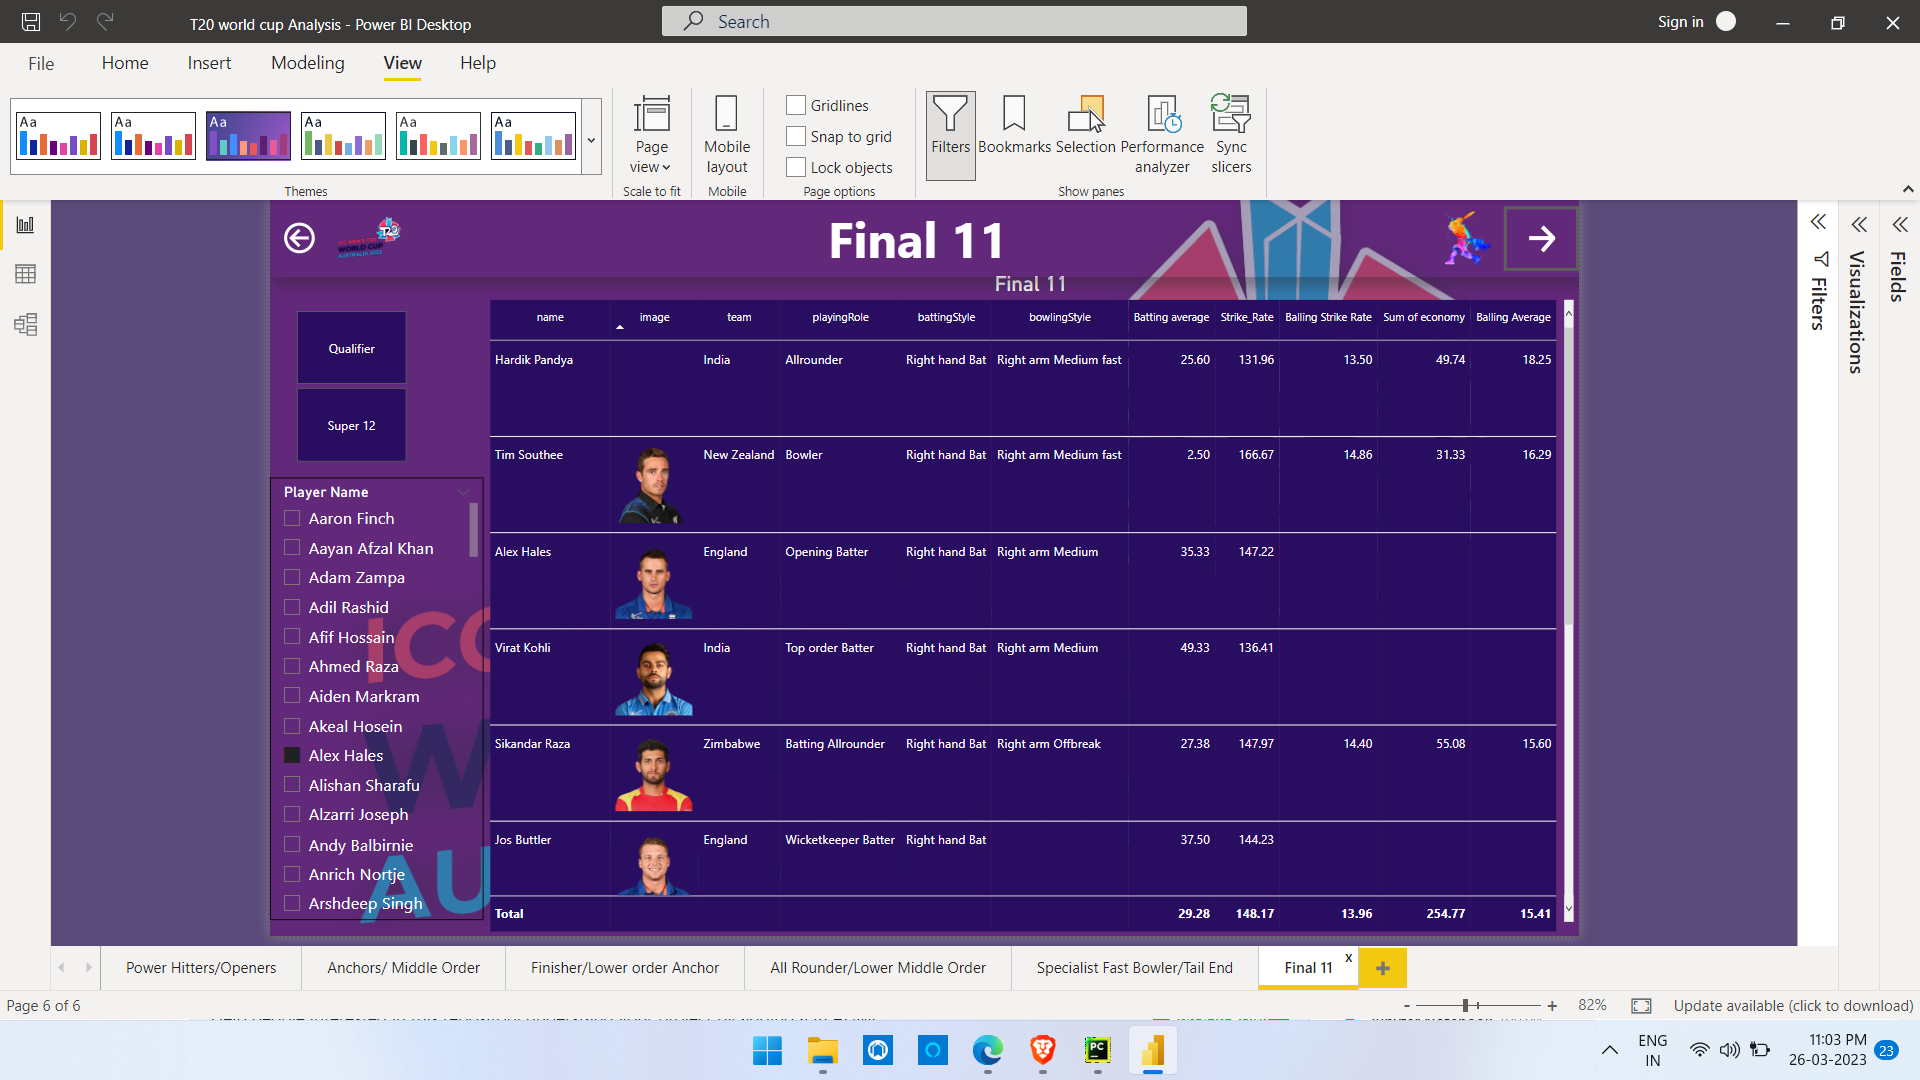 T20 world cup Analysis - Power BI Desktop
Search
Sign in
File Home Insert Modeling View Help
Aa Aa Aa Aa Aa Aa
Themes
Page view
Scale to fit
Mobile layout
Mobile
Gridlines
Snap to grid
Lock objects
Page options
Filters
Bookmarks
Selection
Performance analyzer
Sync slicers
Show panes
WORLD CUP
Final 11
Final 11
Qualifier
Super 12
Player Name
Aaron Finch
Aayan Afzal Khan
Adam Zampa
Adil Rashid
Afif Hossain
Ahmed Raza
Aiden Markram
Akeal Hosein
Alex Hales
Alishan Sharafu
Alzarri Joseph
Andy Balbirnie
Anrich Nortje
Arshdeep Singh
ICC
W
AU
name image team playingRole battingStyle bowlingStyle Batting average Strike_Rate Balling Strike Rate Sum of economy Balling Average
Hardik Pandya India Allrounder Right hand Bat Right arm Medium fast 25.60 131.96 13.50 49.74 18.25
Tim Southee New Zealand Bowler Right hand Bat Right arm Medium fast 2.50 166.67 14.86 31.33 16.29
Alex Hales England Opening Batter Right hand Bat Right arm Medium 35.33 147.22
Virat Kohli India Top order Batter Right hand Bat Right arm Medium 49.33 136.41
Sikandar Raza Zimbabwe Batting Allrounder Right hand Bat Right arm Offbreak 27.38 147.97 14.40 55.08 15.60
Jos Buttler England Wicketkeeper Batter Right hand Bat 37.50 144.23
Total 29.28 148.17 13.96 254.77 15.41
Filters
Visualizations
Fields
Power Hitters/Openers Anchors/ Middle Order Finisher/Lower order Anchor All Rounder/Lower Middle Order Specialist Fast Bowler/Tail End Final 11 x +
Page 6 of 6
- + 82%
Update available (click to download)
PC
ENG
IN
11:03 PM
26-03-2023
23